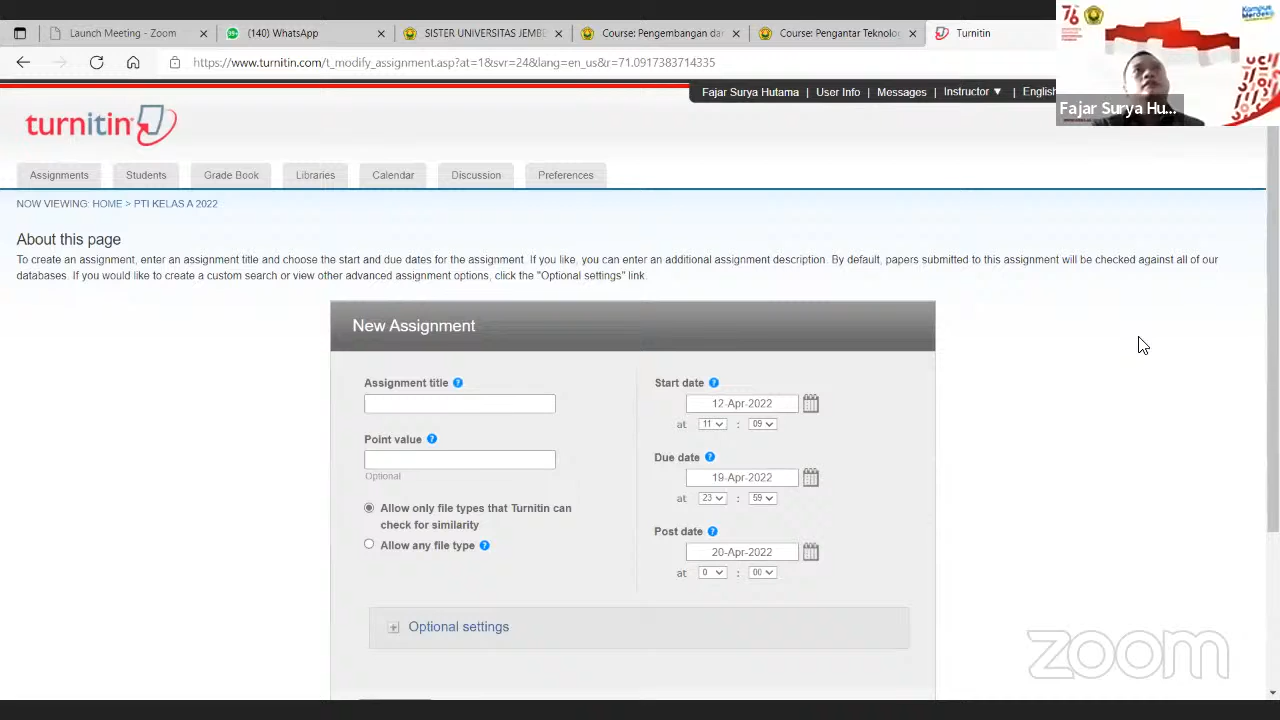 Launch Meeting - Zoom
(140) WhatsApp
SISTER UNIVERSITAS JEMBE
Course: Pengembangan dar
Course: Pengantar Teknolo
Turnitin
76
https://www.turnitin.com/t_modify_assignment.asp?at=1&svr=24&lang=en_us&r=71.0917383714335
Fajar Surya Hutama | User Info | Messages | Instructor ▼ | English
Fajar Surya Hu...
turnitin
Assignments
Students
Grade Book
Libraries
Calendar
Discussion
Preferences
NOW VIEWING: HOME > PTI KELAS A 2022
About this page
To create an assignment, enter an assignment title and choose the start and due dates for the assignment. If you like, you can enter an additional assignment description. By default, papers submitted to this assignment will be checked against all of our
databases. If you would like to create a custom search or view other advanced assignment options, click the "Optional settings" link.
New Assignment
Assignment title ?
Start date ?
12-Apr-2022
at 11 : 09
Point value ?
Optional
Due date ?
19-Apr-2022
at 23 : 59
Allow only file types that Turnitin can
check for similarity
Allow any file type ?
Post date ?
20-Apr-2022
at 0 : 00
Optional settings
zoom